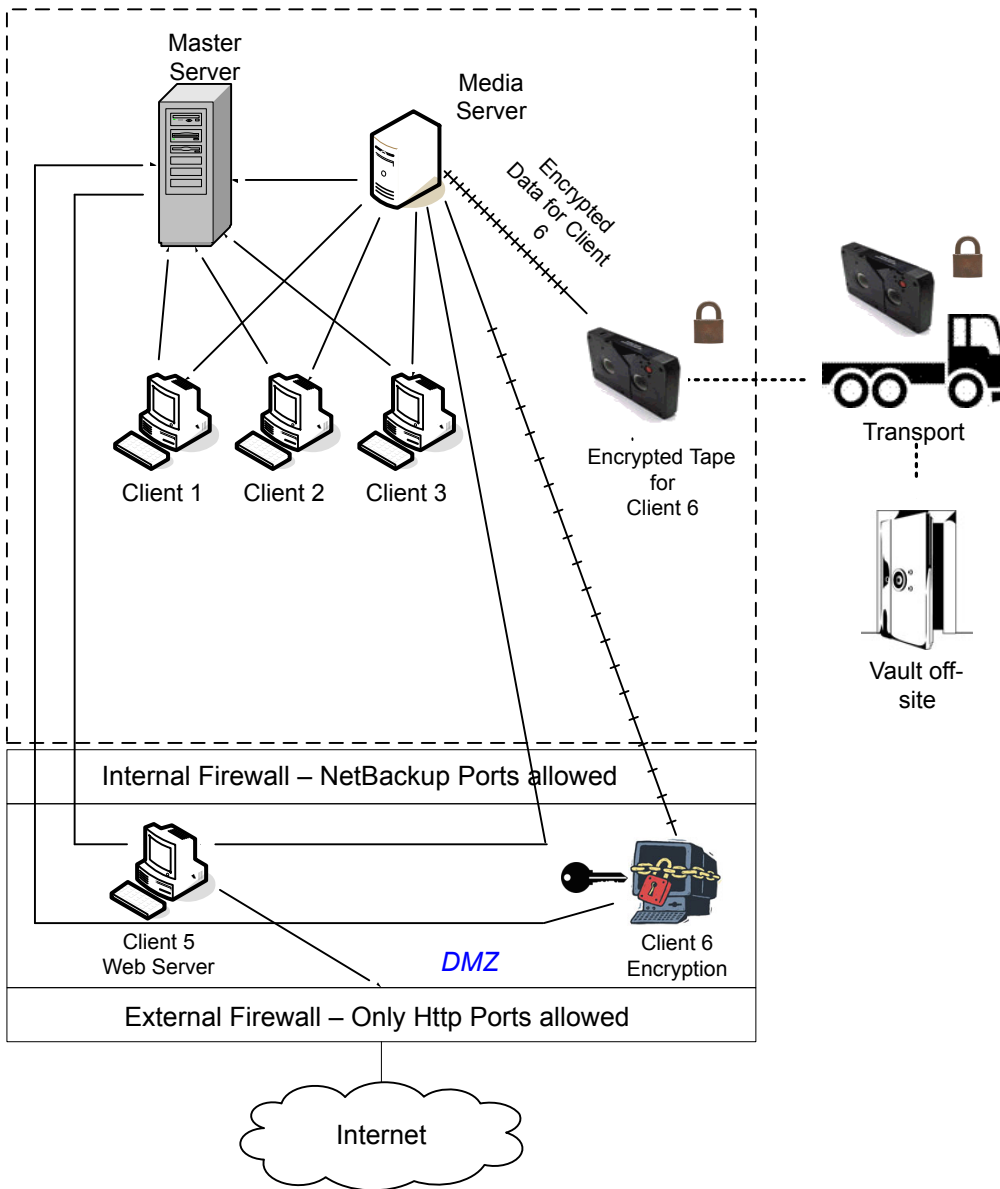 Master
Server
Media
Server
Encrypted
Data for Client
6
Client 1
Client 2
Client 3
Encrypted Tape
for
Client 6
Transport
Vault off-
site
Internal Firewall – NetBackup Ports allowed
Client 5
Web Server
DMZ
Client 6
Encryption
External Firewall – Only Http Ports allowed
Internet